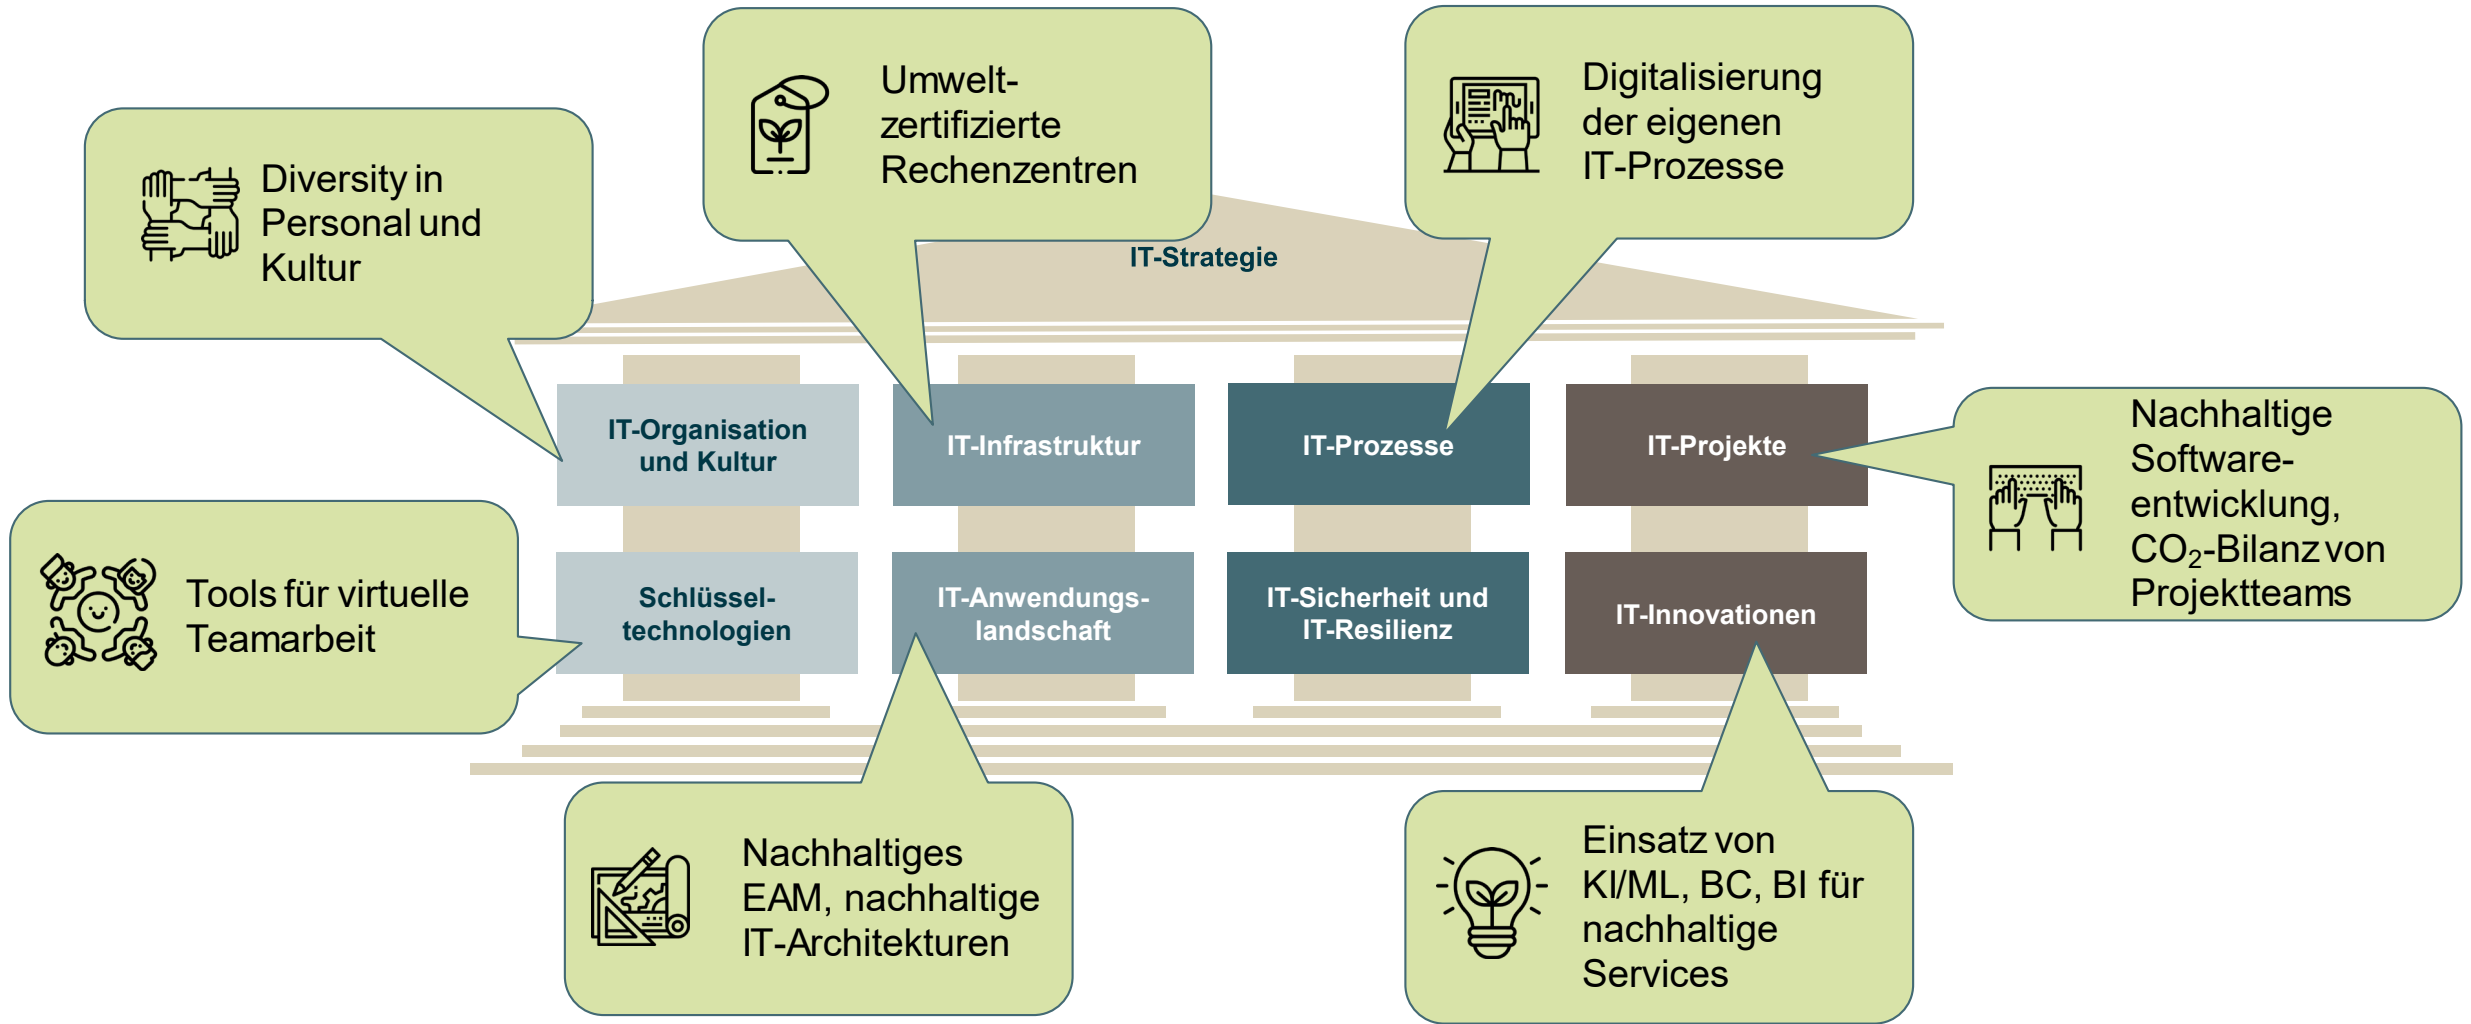 Umwelt-
zertifizierte
Rechenzentren
Digitalisierung
der eigenen
IT-Prozesse
Diversity in
Personal und
Kultur
IT-Strategie
IT-Organisation
und Kultur
IT-Infrastruktur
IT-Prozesse
IT-Projekte
Nachhaltige
Software-
entwicklung,
CO₂-Bilanz von
Projektteams
Tools für virtuelle
Teamarbeit
Schlüssel-
technologien
IT-Anwendungs-
landschaft
IT-Sicherheit und
IT-Resilienz
IT-Innovationen
Nachhaltiges
EAM, nachhaltige
IT-Architekturen
Einsatz von
KI/ML, BC, BI für
nachhaltige
Services